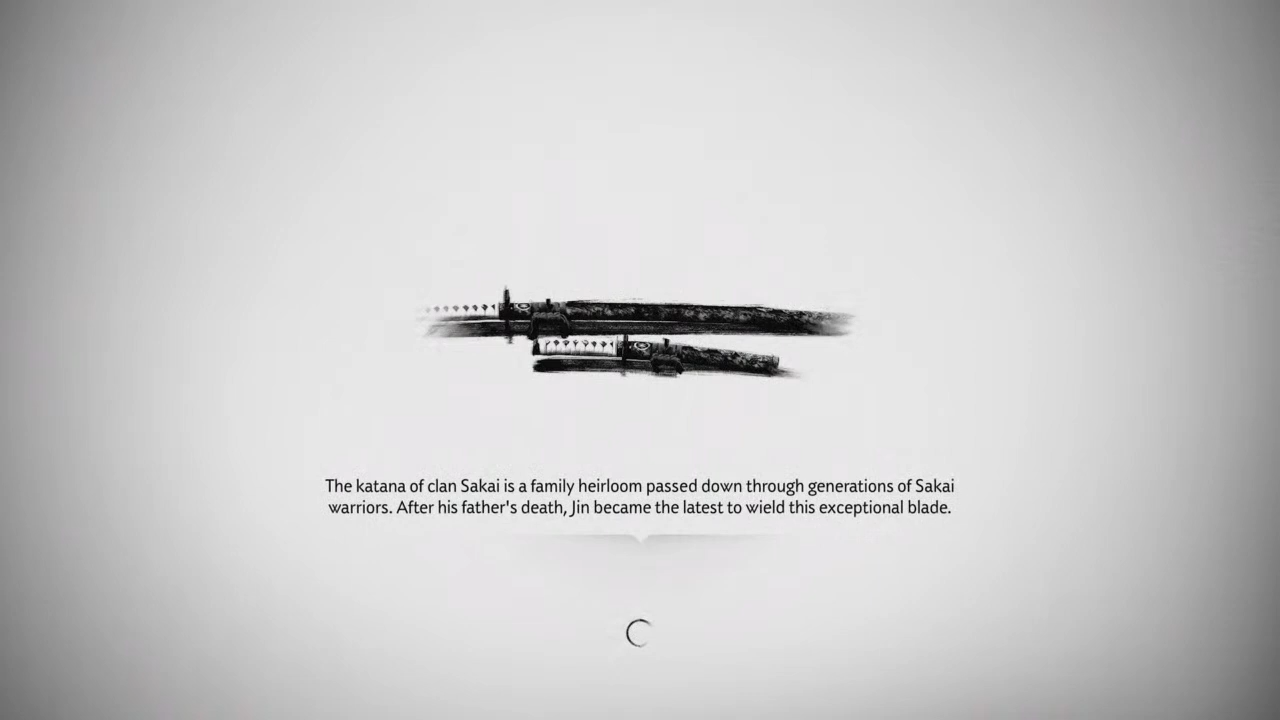 The katana of clan Sakai is a family heirloom passed down through generations of Sakai
warriors. After his father's death, Jin became the latest to wield this exceptional blade.